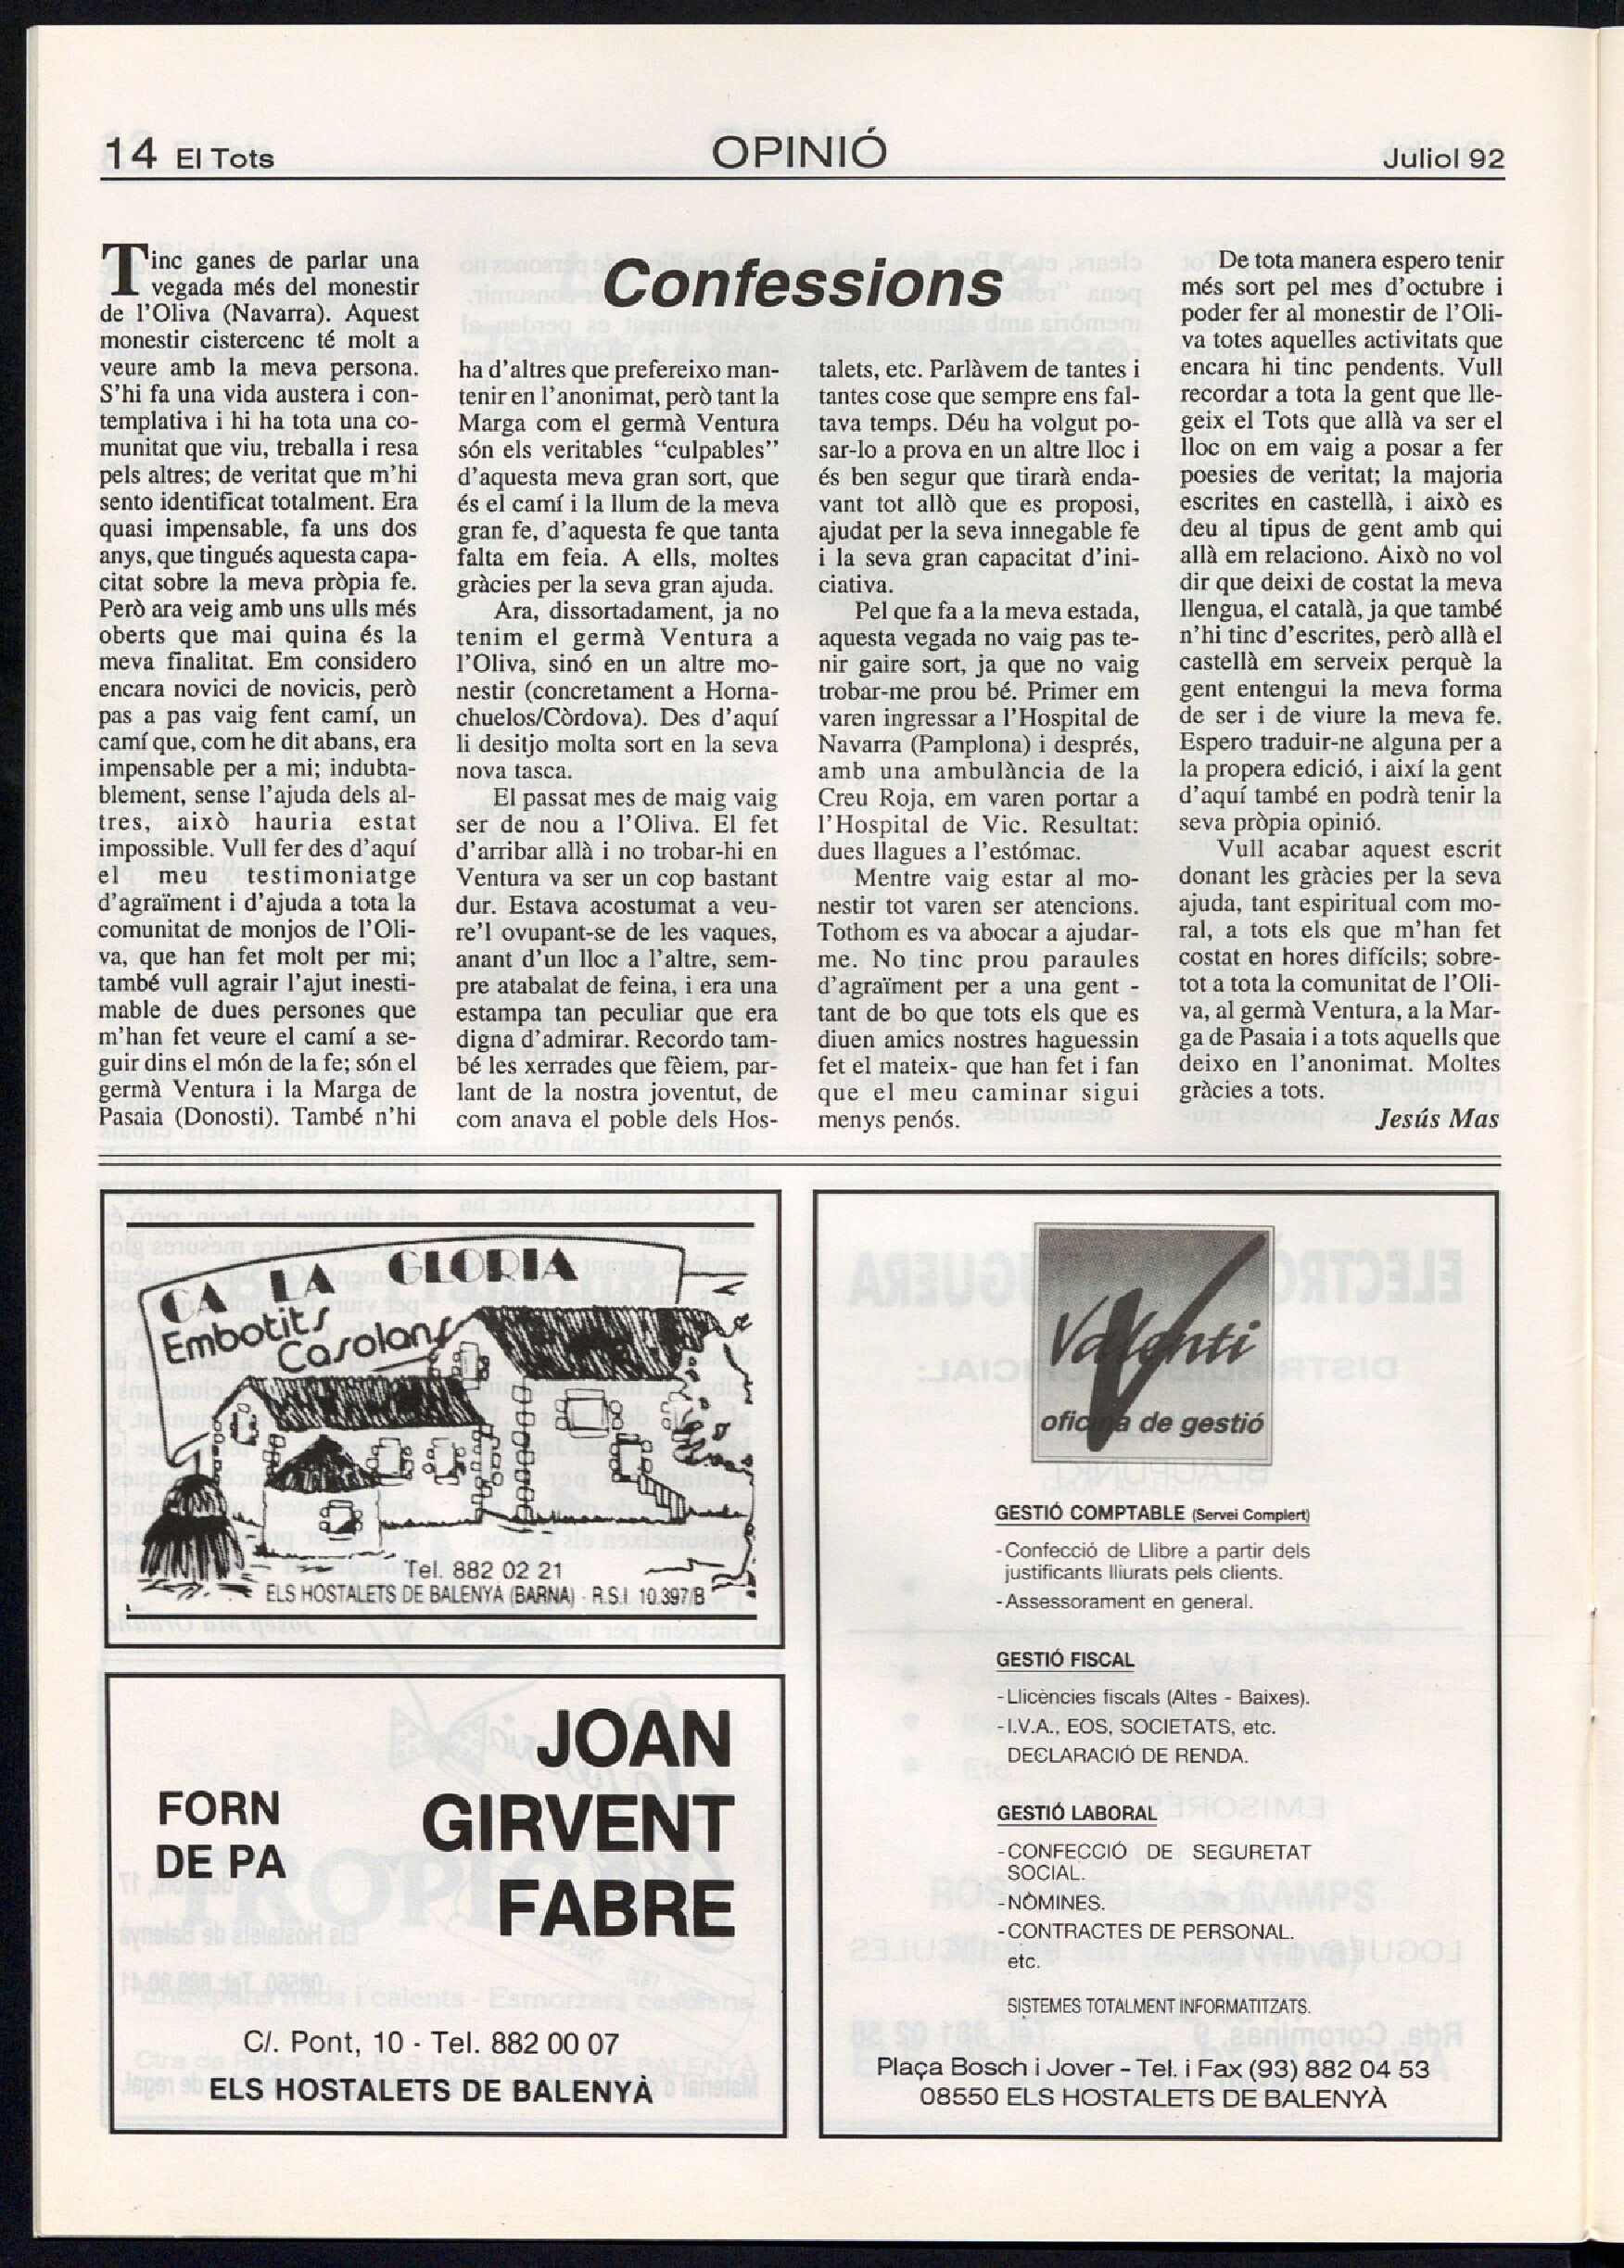 14 El Tots
OPINIÓ
Juliol 92
Confessions
Tinc ganes de parlar una
vegada més del monestir
de l'Oliva (Navarra). Aquest
monestir cistercenc té molt a
veure amb la meva persona.
S'hi fa una vida austera i con-
templativa i hi ha tota una co-
munitat que viu, treballa i resa
pels altres; de veritat que m'hi
sento identificat totalment. Era
quasi impensable, fa uns dos
anys, que tingués aquesta capa-
citat sobre la meva pròpia fe.
Però ara veig amb uns ulls més
oberts que mai quina és la
meva finalitat. Em considero
encara novici de novicis, però
pas a pas vaig fent camí, un
camí que, com he dit abans, era
impensable per a mi; indubta-
blement, sense l'ajuda dels al-
tres, això hauria estat
impossible. Vull fer des d'aquí
el meu testimoniatge
d'agraïment i d'ajuda a tota la
comunitat de monjos de l'Oli-
va, que han fet molt per mi;
també vull agrair l'ajut inesti-
mable de dues persones que
m'han fet veure el camí a se-
guir dins el món de la fe; són el
germà Ventura i la Marga de
Pasaia (Donosti). També n'hi
ha d'altres que prefereixo man-
tenir en l'anonimat, però tant la
Marga com el germà Ventura
són els veritables "culpables"
d'aquesta meva gran sort, que
és el camí i la llum de la meva
gran fe, d'aquesta fe que tanta
falta em feia. A ells, moltes
gràcies per la seva gran ajuda.
Ara, dissortadament, ja no
tenim el germà Ventura a
l'Oliva, sinó en un altre mo-
nestir (concretament a Horna-
chuelos/Còrdova). Des d'aquí
li desitjo molta sort en la seva
nova tasca.
El passat mes de maig vaig
ser de nou a l'Oliva. El fet
d'arribar allà i no trobar-hi en
Ventura va ser un cop bastant
dur. Estava acostumat a veu-
re'l ovupant-se de les vaques,
anant d'un lloc a l'altre, sem-
pre atabalat de feina, i era una
estampa tan peculiar que era
digna d'admirar. Recordo tam-
bé les xerrades que fèiem, par-
lant de la nostra joventut, de
com anava el poble dels Hos-
talets, etc. Parlàvem de tantes i
tantes cose que sempre ens fal-
tava temps. Déu ha volgut po-
sar-lo a prova en un altre lloc i
és ben segur que tirarà enda-
vant tot allò que es proposi,
ajudat per la seva innegable fe
i la seva gran capacitat d'ini-
ciativa.
Pel que fa a la meva estada,
aquesta vegada no vaig pas te-
nir gaire sort, ja que no vaig
trobar-me prou bé. Primer em
varen ingressar a l'Hospital de
Navarra (Pamplona) i després,
amb una ambulància de la
Creu Roja, em varen portar a
l'Hospital de Vic. Resultat:
dues llagues a l'estómac.
Mentre vaig estar al mo-
nestir tot varen ser atencions.
Tothom es va abocar a ajudar-
me. No tinc prou paraules
d'agraïment per a una gent -
tant de bo que tots els que es
diuen amics nostres haguessin
fet el mateix- que han fet i fan
que el meu caminar sigui
menys penós.
De tota manera espero tenir
més sort pel mes d'octubre i
poder fer al monestir de l'Oli-
va totes aquelles activitats que
encara hi tinc pendents. Vull
recordar a tota la gent que lle-
geix el Tots que allà va ser el
lloc on em vaig a posar a fer
poesies de veritat; la majoria
escrites en castellà, i això es
deu al tipus de gent amb qui
allà em relaciono. Això no vol
dir que deixi de costat la meva
llengua, el català, ja que també
n'hi tinc d'escrites, però allà el
castellà em serveix perquè la
gent entengui la meva forma
de ser i de viure la meva fe.
Espero traduir-ne alguna per a
la propera edició, i així la gent
d'aquí també en podrà tenir la
seva pròpia opinió.
Vull acabar aquest escrit
donant les gràcies per la seva
ajuda, tant espiritual com mo-
ral, a tots els que m'han fet
costat en hores difícils; sobre-
tot a tota la comunitat de l'Oli-
va, al germà Ventura, a la Mar-
ga de Pasaia i a tots aquells que
deixo en l'anonimat. Moltes
gràcies a tots.
Jesús Mas
CA LA GLORIA
Embotits
Casolans
Tel. 882 02 21
ELS HOSTALETS DE BALENYÀ (BARNA) - R.S.I. 10.397/B
FORN
DE PA
JOAN
GIRVENT
FABRE
C/. Pont, 10 - Tel. 882 00 07
ELS HOSTALETS DE BALENYÀ
Valentí
oficina de gestió
GESTIÓ COMPTABLE (Servei Complert)
-Confecció de Llibre a partir dels
justificants lliurats pels clients.
-Assessorament en general.
GESTIÓ FISCAL
-Llicències fiscals (Altes - Baixes).
-I.V.A., EOS, SOCIETATS, etc.
DECLARACIÓ DE RENDA.
GESTIÓ LABORAL
-CONFECCIÓ DE SEGURETAT
SOCIAL.
-NÒMINES.
-CONTRACTES DE PERSONAL.
etc.
SISTEMES TOTALMENT INFORMATITZATS.
Plaça Bosch i Jover - Tel. i Fax (93) 882 04 53
08550 ELS HOSTALETS DE BALENYÀ